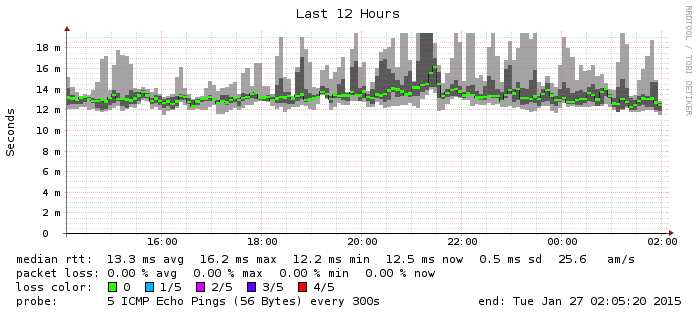 Last 12 Hours
RRDTOOL / TOBI OETIKER
Seconds
18 m
16 m
14 m
12 m
10 m
8 m
6 m
4 m
2 m
0
16:00 18:00 20:00 22:00 00:00 02:00
median rtt: 13.3 ms avg 16.2 ms max 12.2 ms min 12.5 ms now 0.5 ms sd 25.6 am/s
packet loss: 0.00 % avg 0.00 % max 0.00 % min 0.00 % now
loss color: 0 1/5 2/5 3/5 4/5
probe: 5 ICMP Echo Pings (56 Bytes) every 300s end: Tue Jan 27 02:05:20 2015